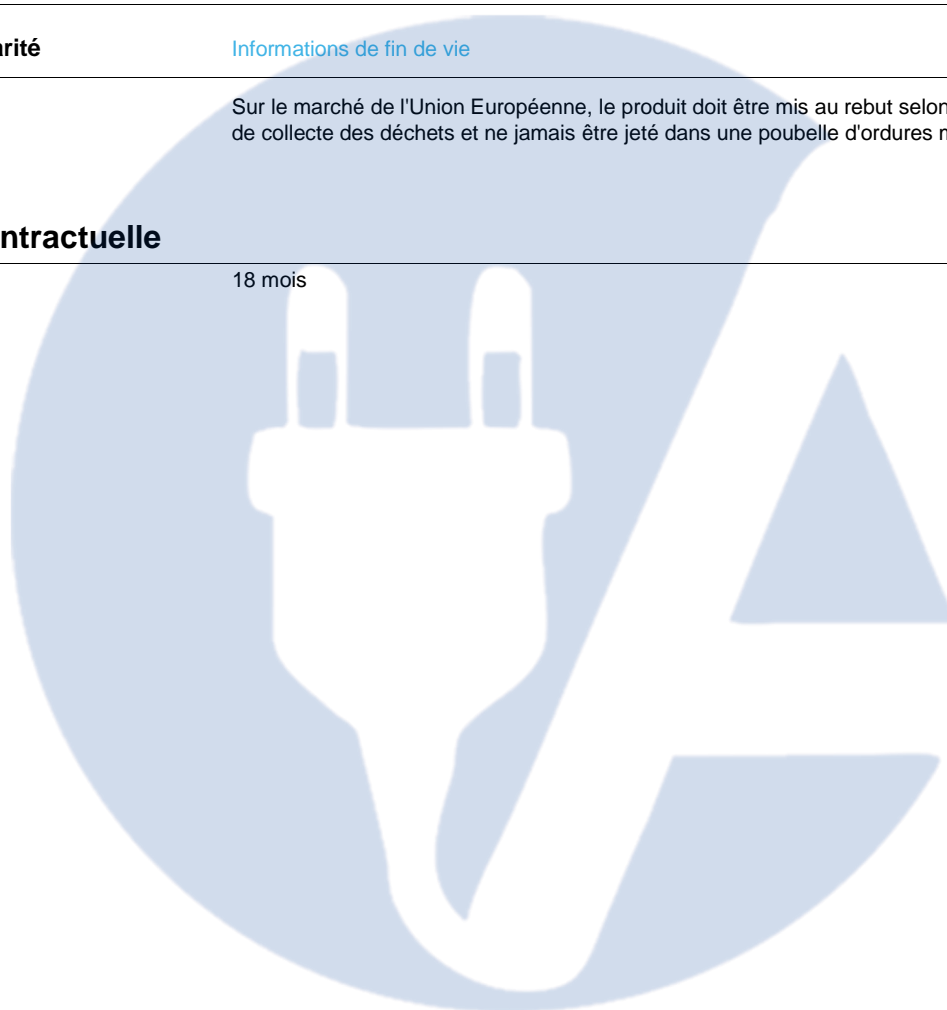 arité Informations de fin de vie
Sur le marché de l'Union Européenne, le produit doit être mis au rebut selon
de collecte des déchets et ne jamais être jeté dans une poubelle d'ordures m
ntractuelle
18 mois